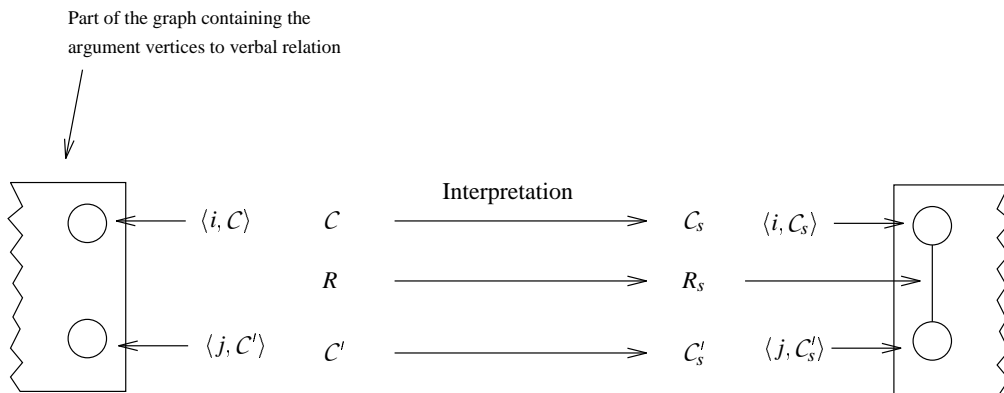 Part of the graph containing the
argument vertices to verbal relation
Interpretation
⟨i, C⟩ C C_s ⟨i, C_s⟩
R R_s
⟨j, C′⟩ C′ C′_s ⟨j, C′_s⟩